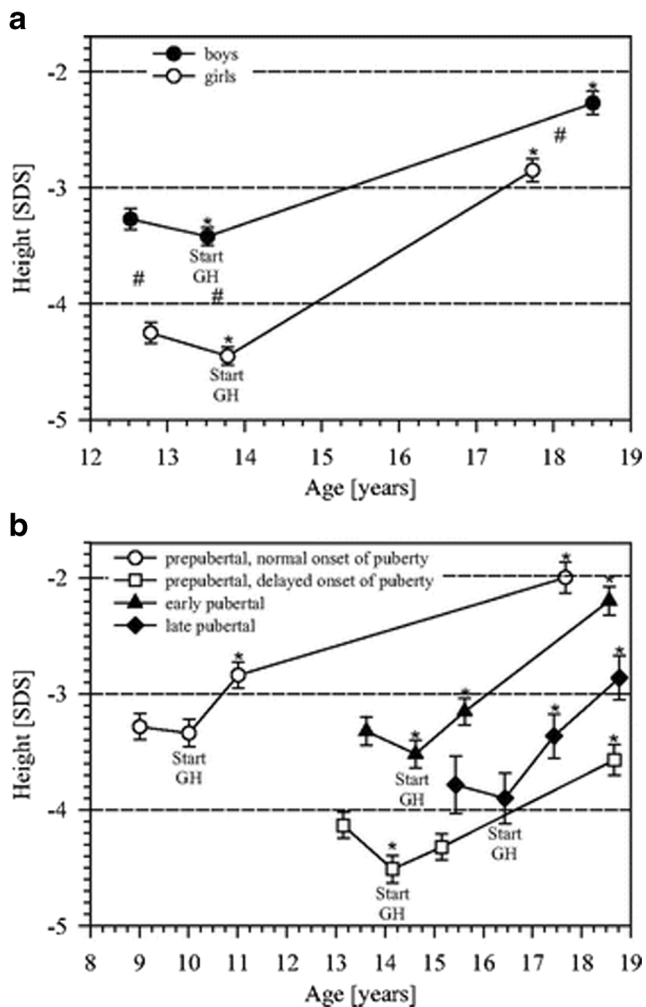 a
boys
girls
-2
-3
-4
-5
Height [SDS]
*
*
*
*
#
#
#
Start
GH
Start
GH
12 13 14 15 16 17 18 19
Age [years]
b
prepubertal, normal onset of puberty
prepubertal, delayed onset of puberty
early pubertal
late pubertal
-2
-3
-4
-5
Height [SDS]
*
*
*
*
*
*
*
*
*
Start
GH
Start
GH
Start
GH
Start
GH
8 9 10 11 12 13 14 15 16 17 18 19
Age [years]